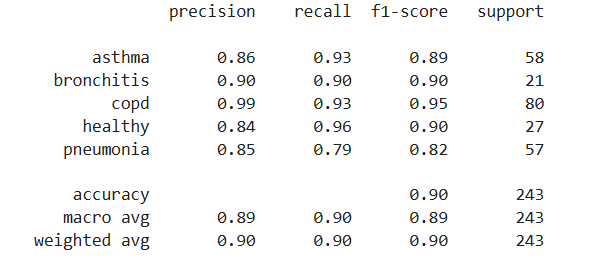 precision recall f1-score support
asthma 0.86 0.93 0.89 58
bronchitis 0.90 0.90 0.90 21
copd 0.99 0.93 0.95 80
healthy 0.84 0.96 0.90 27
pneumonia 0.85 0.79 0.82 57
accuracy 0.90 243
macro avg 0.89 0.90 0.89 243
weighted avg 0.90 0.90 0.90 243